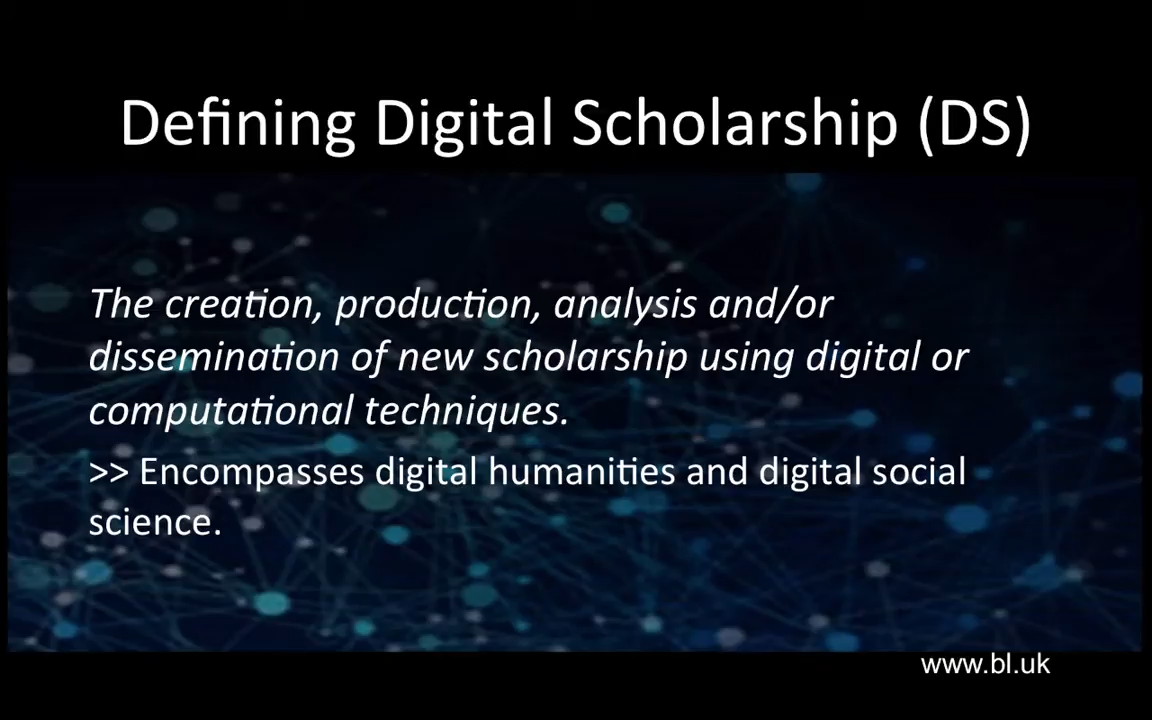 Defining Digital Scholarship (DS)
The creation, production, analysis and/or
dissemination of new scholarship using digital or
computational techniques.
>> Encompasses digital humanities and digital social
science.
www.bl.uk